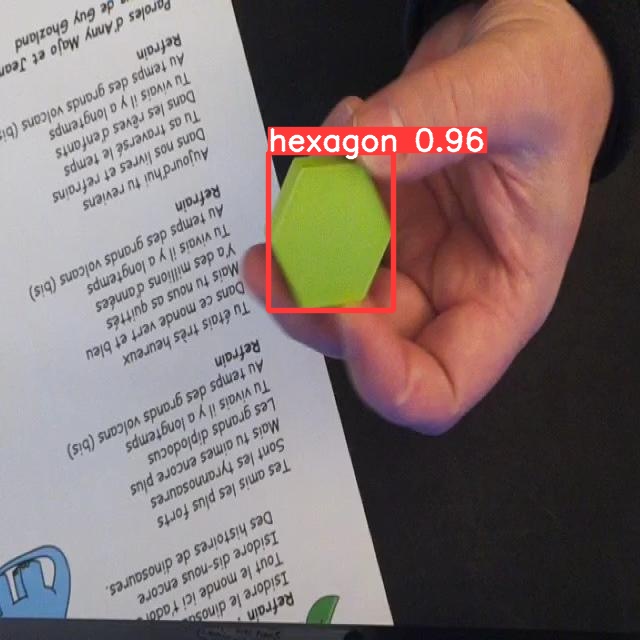 Refrain
Isidore le
Tout le monde ici
Isidore dis-nous encore
Des histoires de dinosaures.
Tes amis les plus forts
Sont les tyrannosaures
Mais tu aimes encore plus
Les grands diplodocus
Tu vivais il y a longtemps
Au temps des grands volcans (bis)
Refrain
Tu étais très heureux
Dans ce monde vert et bleu
Mais tu nous as quittés
Y'a des millions d'années
Tu vivais il y a longtemps
Au temps des grands volcans (bis)
Refrain
Aujourd'hui tu reviens
Dans nos livres et refrains
Tu as traversé le temps
Dans les rêves d'enfants
Tu vivais il y a longtemps
Au temps des grands volcans (bis)
Refrain
Paroles d'Anny Majo et Jean
de Guy Ghozland
hexagon 0.96